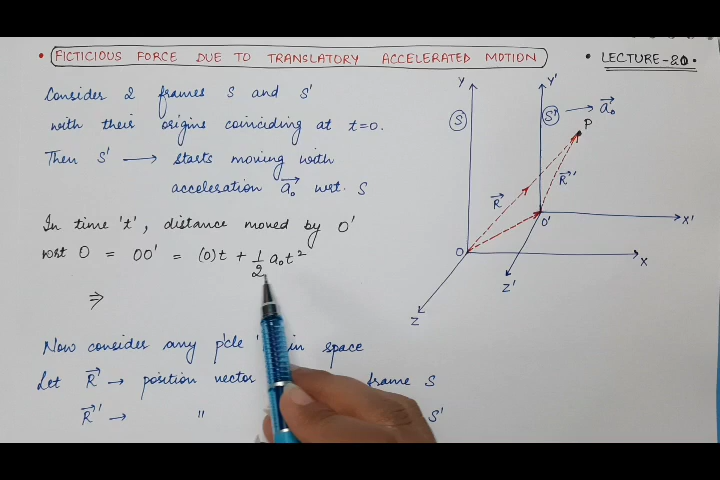 • FICTICIOUS FORCE DUE TO TRANSLATORY ACCELERATED MOTION
• LECTURE-20•
Consider 2 frames S and S'
with their origins coinciding at t=0.
Then S' ⟶ starts moving with
acceleration a₀⃗ wrt. S
In time 't', distance moved by O'
wrt O = OO' = (0)t + 1/2 a₀t²
⇒
Now consider any p'cle ' in space
Let R⃗ → position vector frame S
R⃗' → " S'
Y
Y'
S
S' ⟶ a₀⃗
P
R⃗
R⃗'
O'
X'
O
X
Z'
Z